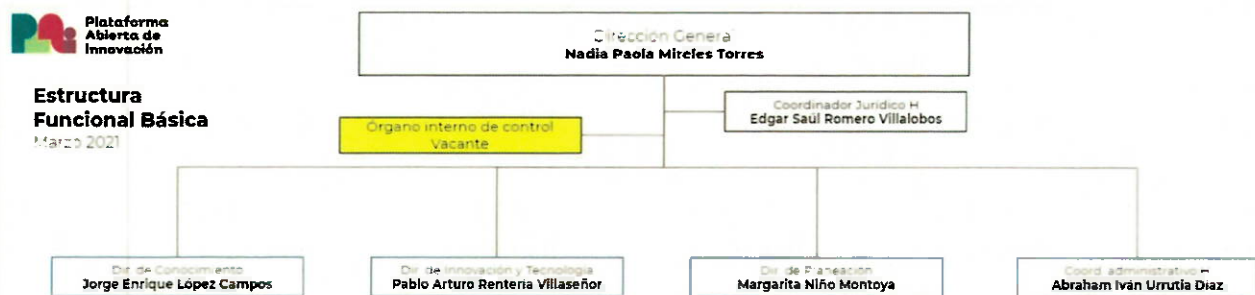 Plataforma
Abierta de
Innovación
Dirección General
Nadia Paola Mireles Torres
Estructura
Funcional Básica
Marzo 2021
Coordinador Jurídico H
Edgar Saúl Romero Villalobos
Órgano interno de control
Vacante
Dir. de Conocimiento
Jorge Enrique López Campos
Dir. de Innovación y Tecnología
Pablo Arturo Rentería Villaseñor
Dir. de Planeación
Margarita Niño Montoya
Coord. administrativo H
Abraham Iván Urrutia Díaz